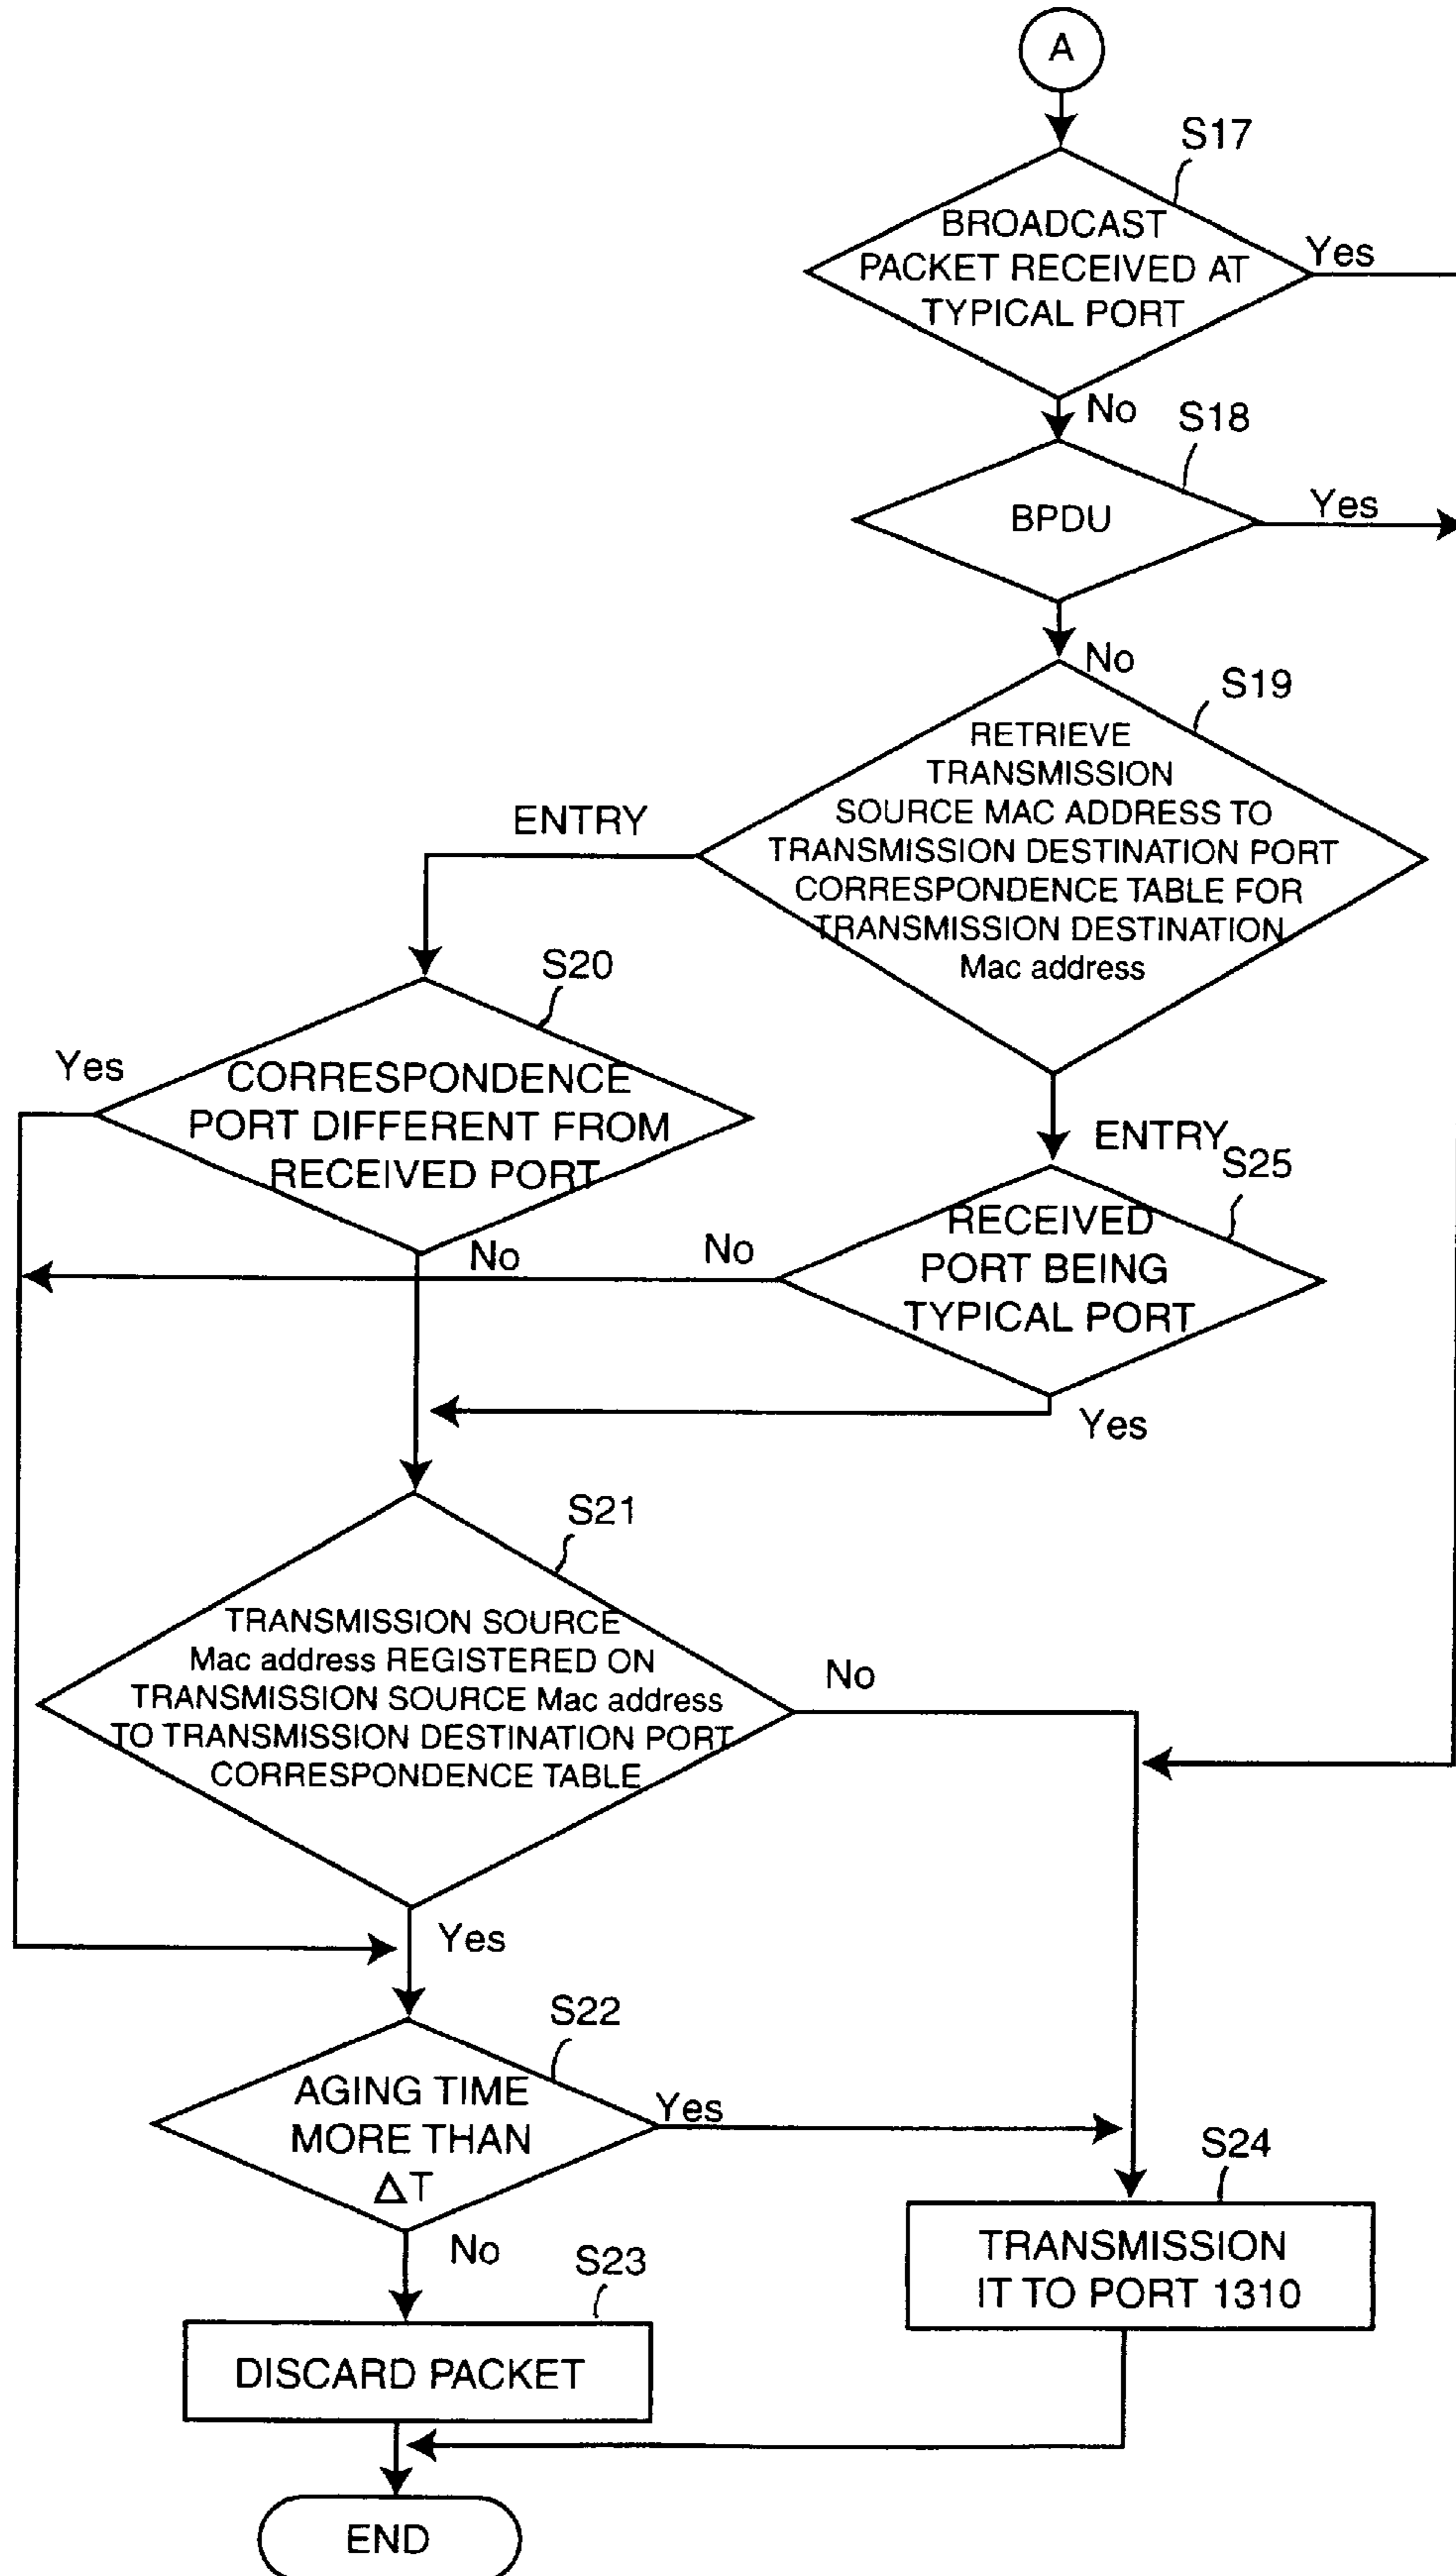 A
S17
BROADCAST
PACKET RECEIVED AT
TYPICAL PORT
Yes
No
S18
BPDU
Yes
No
S19
RETRIEVE
TRANSMISSION
SOURCE MAC ADDRESS TO
TRANSMISSION DESTINATION PORT
CORRESPONDENCE TABLE FOR
TRANSMISSION DESTINATION
Mac address
ENTRY
S20
Yes
CORRESPONDENCE
PORT DIFFERENT FROM
RECEIVED PORT
No
ENTRY
S25
RECEIVED
PORT BEING
TYPICAL PORT
No
Yes
S21
TRANSMISSION SOURCE
Mac address REGISTERED ON
TRANSMISSION SOURCE Mac address
TO TRANSMISSION DESTINATION PORT
CORRESPONDENCE TABLE
No
Yes
S22
AGING TIME
MORE THAN
ΔT
Yes
No
S24
TRANSMISSION
IT TO PORT 1310
S23
DISCARD PACKET
END